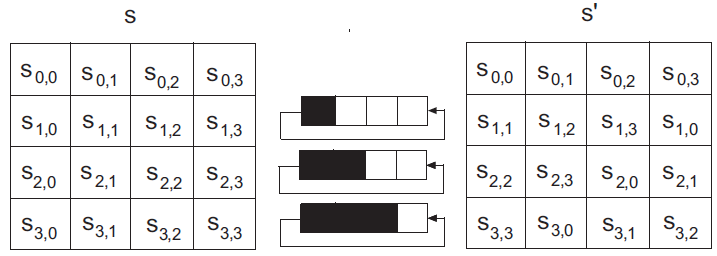 S S'
S0,0 S0,1 S0,2 S0,3 S0,0 S0,1 S0,2 S0,3
S1,0 S1,1 S1,2 S1,3 S1,1 S1,2 S1,3 S1,0
S2,0 S2,1 S2,2 S2,3 S2,2 S2,3 S2,0 S2,1
S3,0 S3,1 S3,2 S3,3 S3,3 S3,0 S3,1 S3,2